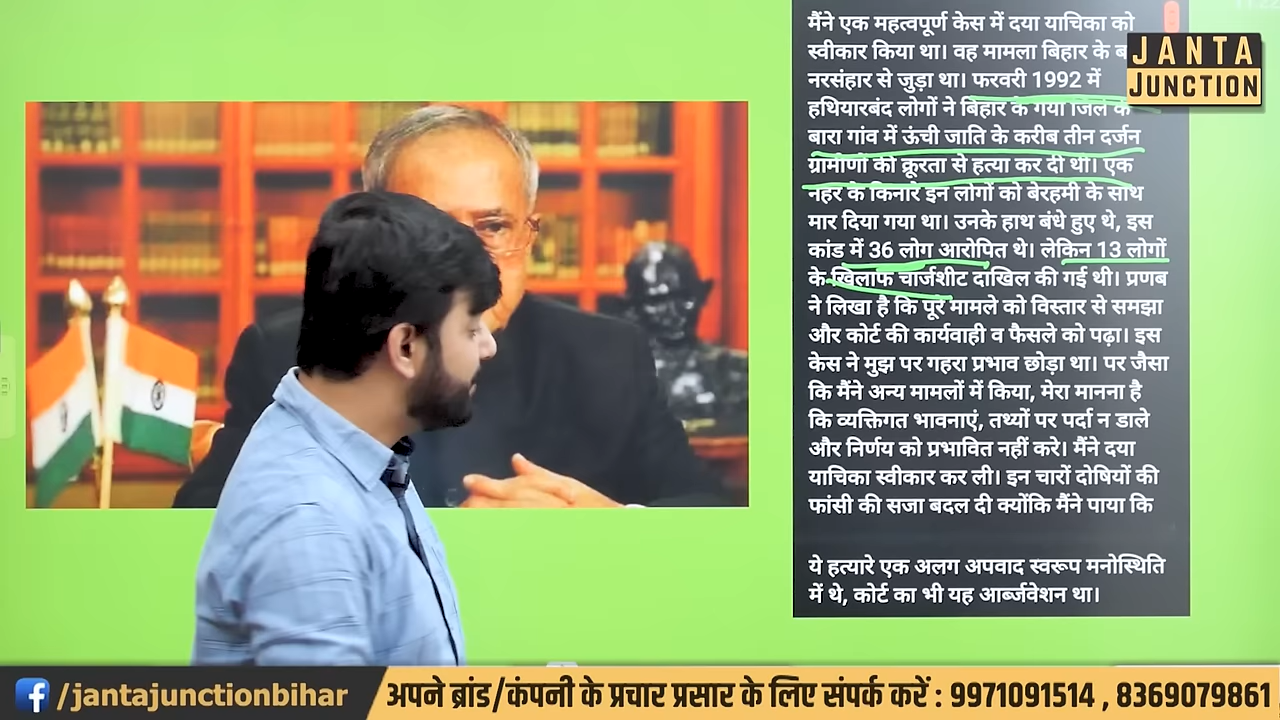 मैंने एक महत्वपूर्ण केस में दया याचिका को
स्वीकार किया था। वह मामला बिहार के
नरसंहार से जुड़ा था। फरवरी 1992 में
हथियारबंद लोगों ने बिहार के गया जिले के
बारा गांव में ऊंची जाति के करीब तीन दर्जन
ग्रामीणों की क्रूरता से हत्या कर दी थी। एक
नहर के किनारे इन लोगों को बेरहमी के साथ
मार दिया गया था। उनके हाथ बंधे हुए थे, इस
कांड में 36 लोग आरोपित थे। लेकिन 13 लोगों
के खिलाफ चार्जशीट दाखिल की गई थी। प्रणब
ने लिखा है कि पूरे मामले को विस्तार से समझा
और कोर्ट की कार्यवाही व फैसले को पढ़ा। इस
केस ने मुझ पर गहरा प्रभाव छोड़ा था। पर जैसा
कि मैंने अन्य मामलों में किया, मेरा मानना है
कि व्यक्तिगत भावनाएं, तथ्यों पर पर्दा न डाले
और निर्णय को प्रभावित नहीं करे। मैंने दया
याचिका स्वीकार कर ली। इन चारों दोषियों की
फांसी की सजा बदल दी क्योंकि मैंने पाया कि
ये हत्यारे एक अलग अपवाद स्वरूप मनोस्थिति
में थे, कोर्ट का भी यह आर्ब्जवेशन था।
JANTA
JUNCTION
/jantajunctionbihar
अपने ब्रांड/कंपनी के प्रचार प्रसार के लिए संपर्क करें : 9971091514 , 8369079861